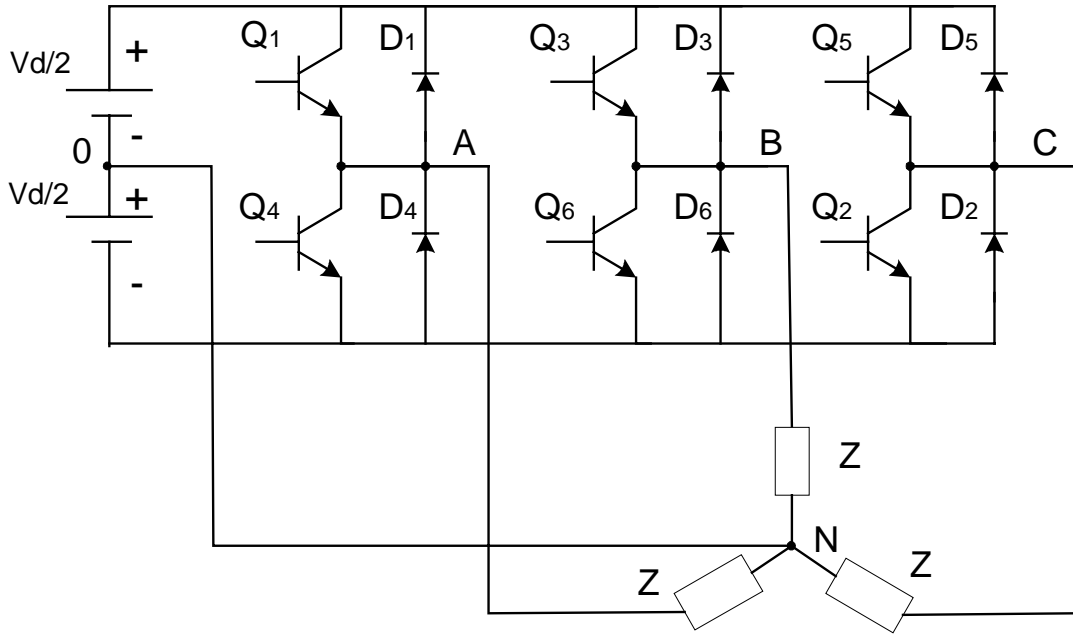 Q1 D1 Q3 D3 Q5 D5
Vd/2 +
-
0 A B C
Vd/2 +
Q4 D4 Q6 D6 Q2 D2
-
Z
N
Z Z